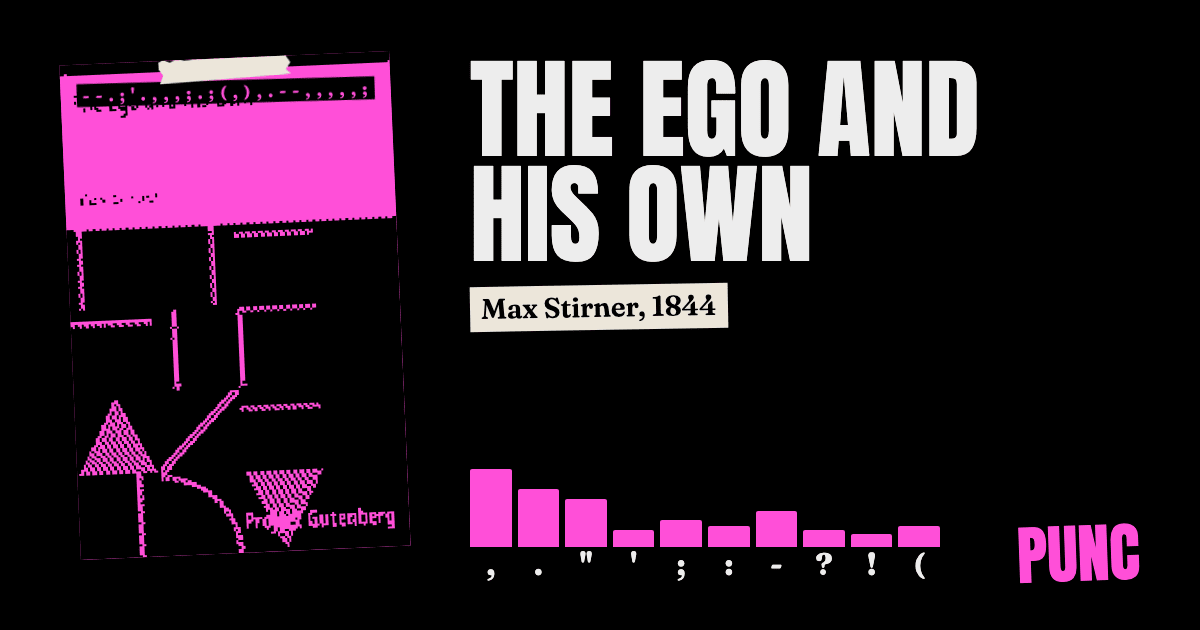 --.;'.,,,;.;(,),.--,,,,,;
Project Gutenberg
THE EGO AND
HIS OWN
Max Stirner, 1844
, . " ' ; : - ? ! (
PUNC